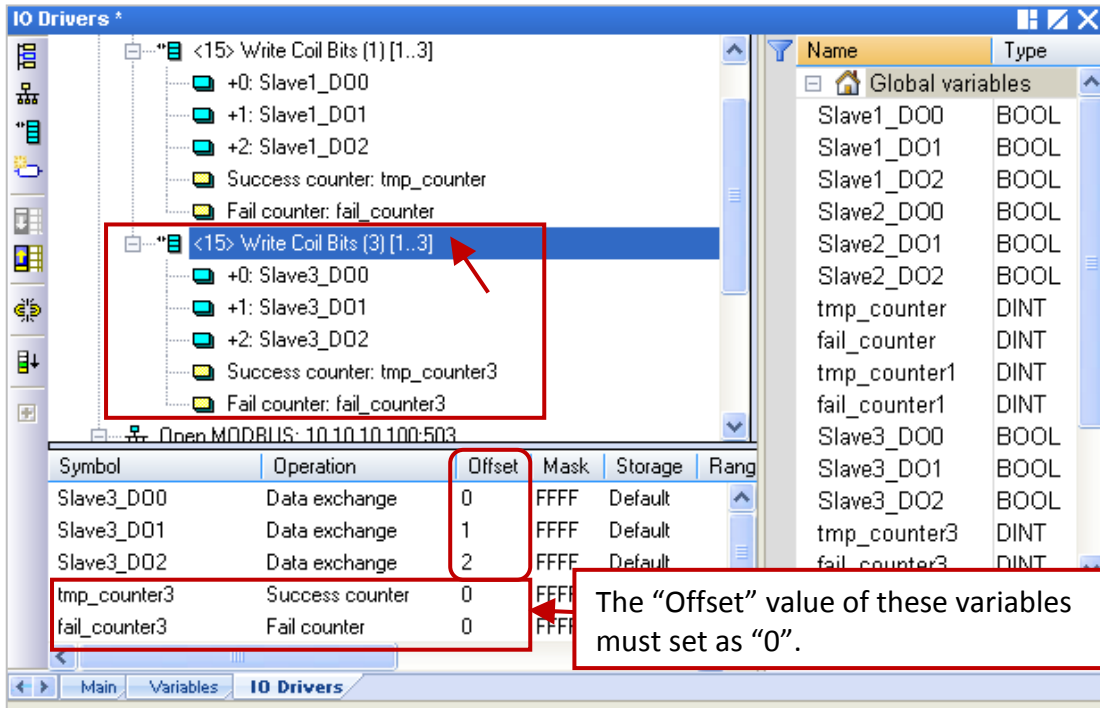 IO Drivers *
<15> Write Coil Bits (1) [1..3]
+0: Slave1_DO0
+1: Slave1_DO1
+2: Slave1_DO2
Success counter: tmp_counter
Fail counter: fail_counter
<15> Write Coil Bits (3) [1..3]
+0: Slave3_DO0
+1: Slave3_DO1
+2: Slave3_DO2
Success counter: tmp_counter3
Fail counter: fail_counter3
Open MODBUS: 10.10.10.100:503
Name Type
Global variables
Slave1_DO0 BOOL
Slave1_DO1 BOOL
Slave1_DO2 BOOL
Slave2_DO0 BOOL
Slave2_DO1 BOOL
Slave2_DO2 BOOL
tmp_counter DINT
fail_counter DINT
tmp_counter1 DINT
fail_counter1 DINT
Slave3_DO0 BOOL
Slave3_DO1 BOOL
Slave3_DO2 BOOL
tmp_counter3 DINT
fail_counter3 DINT
Symbol Operation Offset Mask Storage Rang
Slave3_DO0 Data exchange 0 FFFF Default
Slave3_DO1 Data exchange 1 FFFF Default
Slave3_DO2 Data exchange 2 FFFF Default
tmp_counter3 Success counter 0 FFFF
fail_counter3 Fail counter 0 FFFF
The “Offset” value of these variables
must set as “0”.
Main Variables IO Drivers